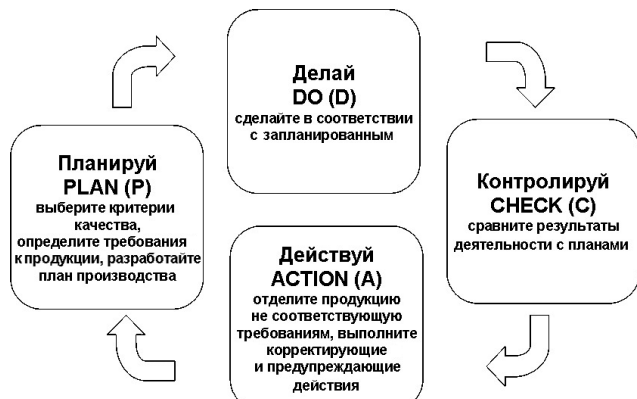 Делай
DO (D)
сделайте в соответствии
с запланированным
Планируй
PLAN (P)
выберите критерии
качества,
определите требования
к продукции, разработайте
план производства
Контролируй
CHECK (C)
сравните результаты
деятельности с планами
Действуй
ACTION (A)
отделите продукцию
не соответствующую
требованиям, выполните
корректирующие
и предупреждающие
действия